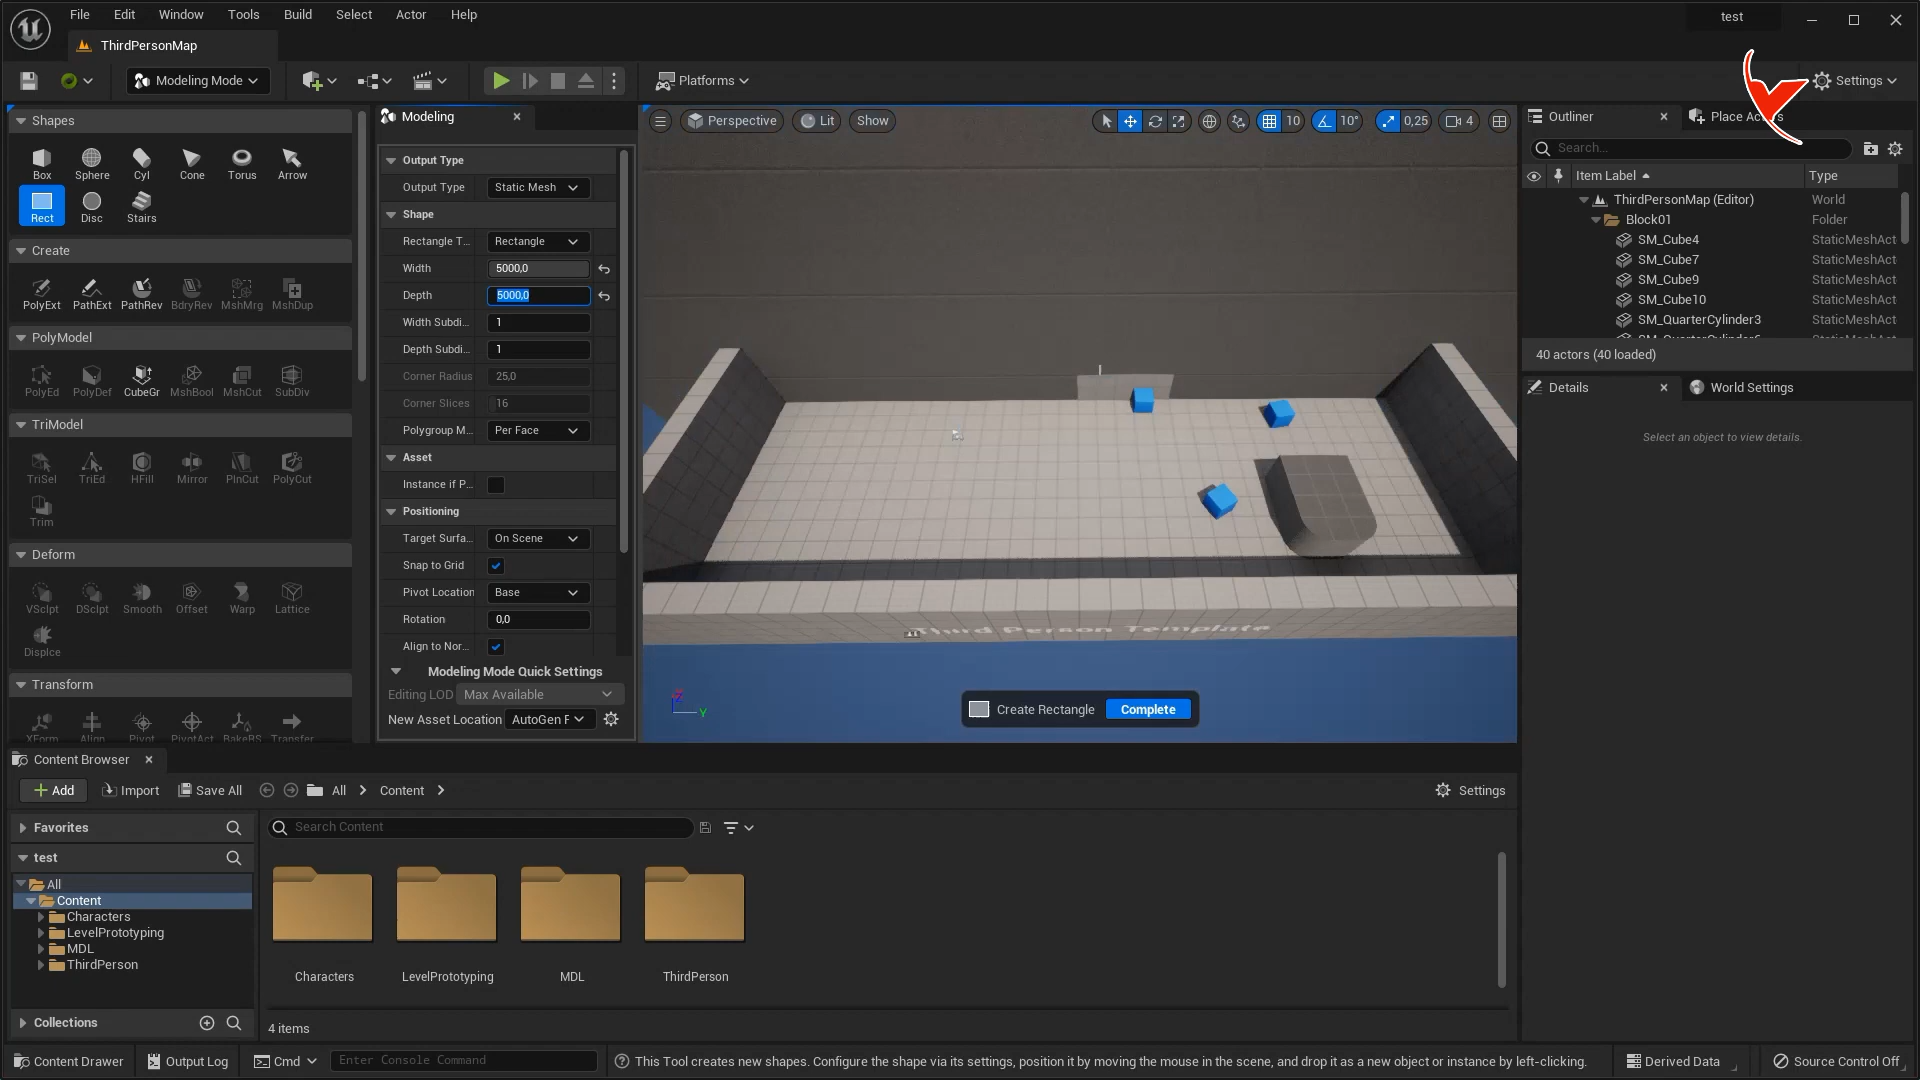 File Edit Window Tools Build Select Actor Help
test
ThirdPersonMap
Modeling Mode
Platforms
Settings
Shapes
Box Sphere Cyl Cone Torus Arrow
Rect Disc Stairs
Create
PolyExt PathExt PathRev BdryRev MshMrg MshDup
PolyModel
PolyEd PolyDef CubeGr MshBool MshCut SubDiv
TriModel
TriSel TriEd HFill Mirror PlnCut PolyCut
Trim
Deform
VSclpt DSclpt Smooth Offset Warp Lattice
Displce
Transform
XForm Align Pivot PivotAct BakeRS Transfer
Modeling
Output Type
Output Type Static Mesh
Shape
Rectangle T... Rectangle
Width 5000,0
Depth 5000,0
Width Subdi... 1
Depth Subdi... 1
Corner Radius 25,0
Corner Slices 16
Polygroup M... Per Face
Asset
Instance if P...
Positioning
Target Surfa... On Scene
Snap to Grid
Pivot Location Base
Rotation 0,0
Align to Nor...
Modeling Mode Quick Settings
Editing LOD Max Available
New Asset Location AutoGen F
Perspective Lit Show
10 10° 0,25 4
Third Person Template
Z
Y
Create Rectangle Complete
Outliner
Place Act
Search...
Item Label Type
ThirdPersonMap (Editor) World
Block01 Folder
SM_Cube4 StaticMeshAct
SM_Cube7 StaticMeshAct
SM_Cube9 StaticMeshAct
SM_Cube10 StaticMeshAct
SM_QuarterCylinder3 StaticMeshAct
40 actors (40 loaded)
Details
World Settings
Select an object to view details.
Content Browser
Add Import Save All All Content
Settings
Favorites
test
All
Content
Characters
LevelPrototyping
MDL
ThirdPerson
Collections
Search Content
Characters LevelPrototyping MDL ThirdPerson
4 items
Content Drawer Output Log Cmd Enter Console Command
This Tool creates new shapes. Configure the shape via its settings, position it by moving the mouse in the scene, and drop it as a new object or instance by left-clicking.
Derived Data Source Control Off